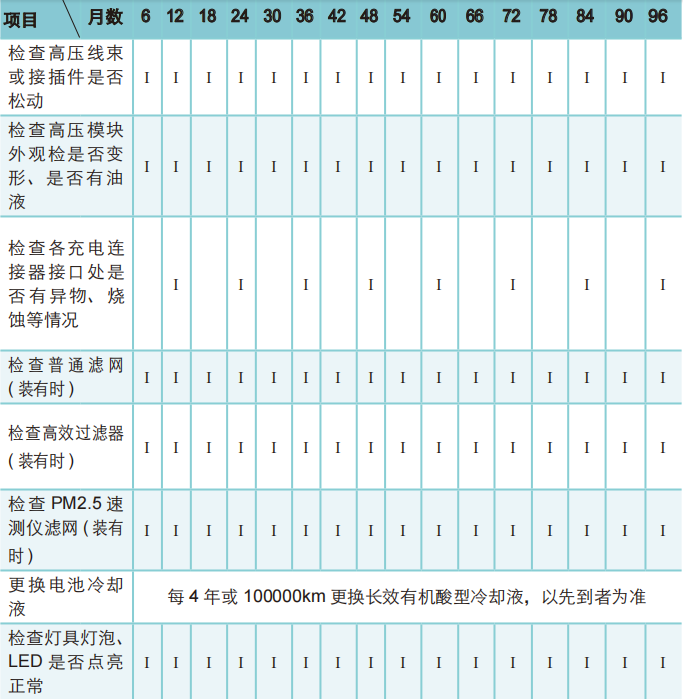 项目 月数 6 12 18 24 30 36 42 48 54 60 66 72 78 84 90 96
检查高压线束
或接插件是否
松动
I I I I I I I I I I I I I I I I
检查高压模块
外观检是否变
形、是否有油
液
I I I I I I I I I I I I I I I I
检查各充电连
接器接口处是
否有异物、烧
蚀等情况
I I I I I I I I
检查普通滤网
(装有时)
I I I I I I I I I I I I I I I I
检查高效过滤器
(装有时)
I I I I I I I I I I I I I I I I
检查PM2.5速
测仪滤网(装有
时)
I I I I I I I I I I I I I I I I
更换电池冷却
液
每 4 年或 100000km 更换长效有机酸型冷却液，以先到者为准
检查灯具灯泡、
LED 是否点亮
正常
I I I I I I I I I I I I I I I I